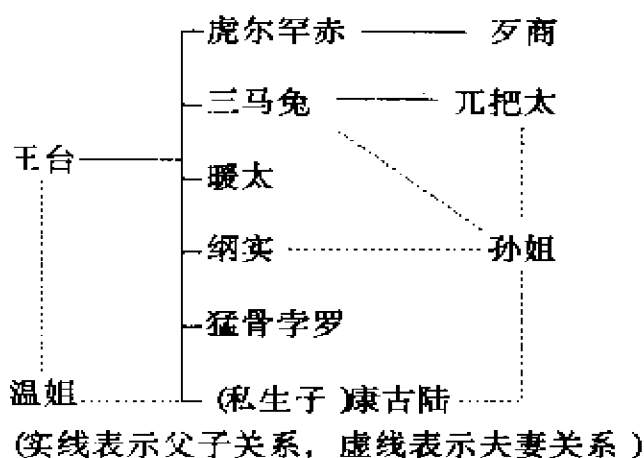 虎尔罕赤 歹商
三马兔 兀把太
王台
暖太
纲实 孙姐
猛骨孛罗
温姐 (私生子)康古陆
(实线表示父子关系，虚线表示夫妻关系)